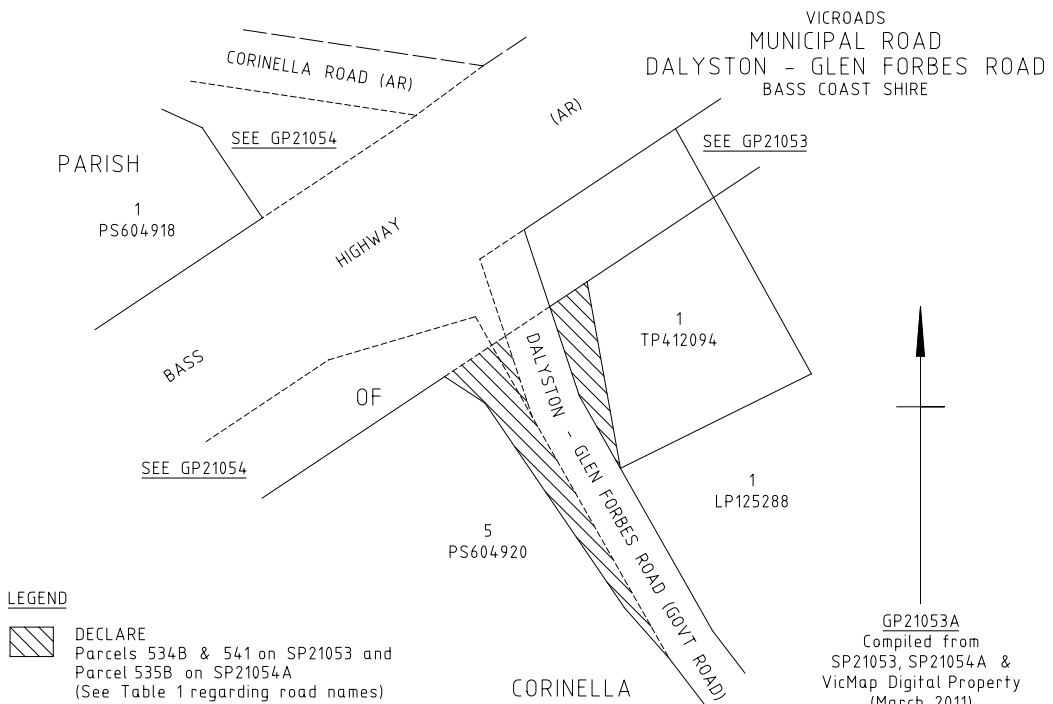 VICROADS
MUNICIPAL ROAD
DALYSTON - GLEN FORBES ROAD
BASS COAST SHIRE
CORINELLA ROAD (AR)
(AR)
SEE GP21054
SEE GP21053
PARISH
1
PS604918
HIGHWAY
1
TP412094
BASS
OF
DALYSTON - GLEN FORBES ROAD (GOVT ROAD)
SEE GP21054
1
LP125288
5
PS604920
LEGEND
DECLARE
Parcels 534B & 541 on SP21053 and
Parcel 535B on SP21054A
(See Table 1 regarding road names)
CORINELLA
GP21053A
Compiled from
SP21053, SP21054A &
VicMap Digital Property
(March 2011)